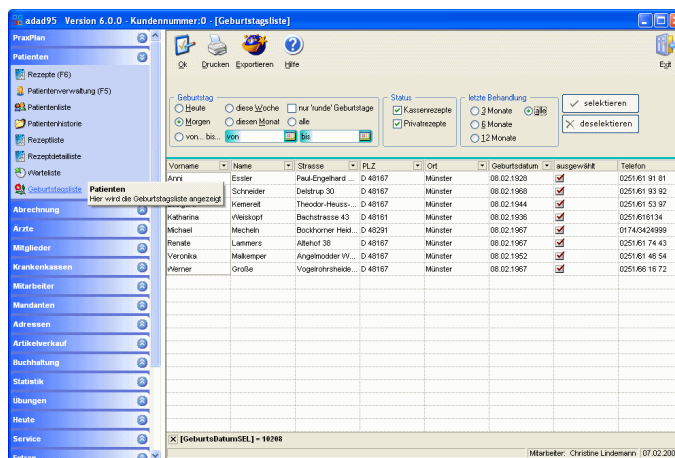 adad95 Version 6.0.0 - Kundennummer:0 - [Geburtstagsliste]
PraxPlan
Patienten
Rezepte (F6)
Patientenverwaltung (F5)
Patientenliste
Patientenhistorie
Rezeptliste
Rezeptdetailliste
Warteliste
Geburtstagsliste
Patienten
Hier wird die Geburtstagsliste angezeigt
Abrechnung
Ärzte
Mitglieder
Krankenkassen
Mitarbeiter
Mandanten
Adressen
Artikelverkauf
Buchhaltung
Statistik
Übungen
Heute
Service
Ok Drucken Exportieren Hilfe Exit
Geburtstag
Heute diese Woche nur 'runde' Geburtstage
Morgen diesen Monat alle
von... bis... von bis
Status
Kassenrezepte
Privatrezepte
letzte Behandlung
3 Monate alle
6 Monate
12 Monate
selektieren
deselektieren
Vorname Name Strasse PLZ Ort Geburtsdatum ausgewählt Telefon
Anni Essler Paul-Engelhard ... D 48167 Münster 08.02.1928 0251/61 91 81
Schneider Delstrup 30 D 48167 Münster 08.02.1968 0251/61 93 92
Kemereit Theodor-Heuss-... D 48167 Münster 08.02.1944 0251/61 53 97
Katharina Weiskopf Bachstrasse 43 D 48161 Münster 08.02.1936 0251/616134
Michael Mecheln Bockhorner Heid... D 48291 Münster 08.02.1967 0174/3424999
Renate Lammers Altehof 38 D 48167 Münster 08.02.1967 0251/61 74 43
Veronika Malkemper Angelmodder W... D 48167 Münster 08.02.1952 0251/61 46 54
Werner Große Vogelrohrsheide... D 48167 Münster 08.02.1967 0251/66 16 72
[GeburtsDatumSEL] = 10208
Mitarbeiter: Christine Lindemann 07.02.200